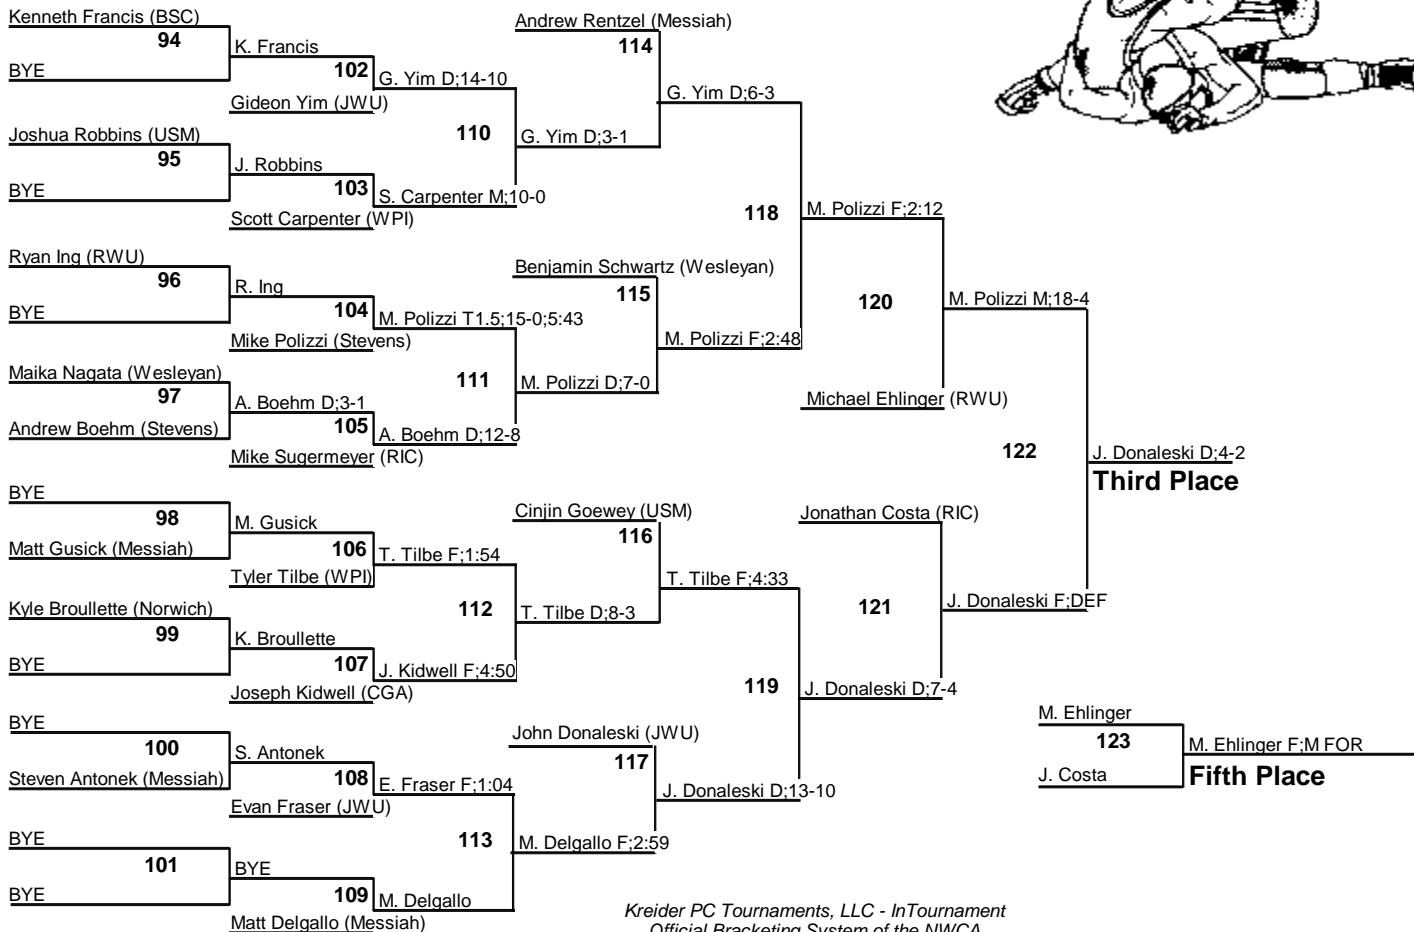 Kenneth Francis (BSC)
94
BYE
K. Francis
102
Gideon Yim (JWU)
G. Yim D;14-10
Joshua Robbins (USM)
95
BYE
J. Robbins
103
Scott Carpenter (WPI)
S. Carpenter M;10-0
110
G. Yim D;3-1
Andrew Rentzel (Messiah)
114
G. Yim D;6-3
Ryan Ing (RWU)
96
BYE
R. Ing
104
Mike Polizzi (Stevens)
M. Polizzi T1.5;15-0;5:43
Maika Nagata (Wesleyan)
97
Andrew Boehm (Stevens)
A. Boehm D;3-1
105
Mike Sugermeyer (RIC)
A. Boehm D;12-8
111
M. Polizzi D;7-0
Benjamin Schwartz (Wesleyan)
115
M. Polizzi F;2:48
118
M. Polizzi F;2:12
120
Michael Ehlinger (RWU)
M. Polizzi M;18-4
BYE
98
Matt Gusick (Messiah)
M. Gusick
106
Tyler Tilbe (WPI)
T. Tilbe F;1:54
Kyle Broullette (Norwich)
99
BYE
K. Broullette
107
Joseph Kidwell (CGA)
J. Kidwell F;4:50
112
T. Tilbe D;8-3
Cinjin Goewey (USM)
116
T. Tilbe F;4:33
BYE
100
Steven Antonek (Messiah)
S. Antonek
108
Evan Fraser (JWU)
E. Fraser F;1:04
BYE
101
BYE
BYE
109
Matt Delgallo (Messiah)
M. Delgallo
113
M. Delgallo F;2:59
John Donaleski (JWU)
117
J. Donaleski D;13-10
119
J. Donaleski D;7-4
Jonathan Costa (RIC)
121
J. Donaleski F;DEF
122
J. Donaleski D;4-2
Third Place
M. Ehlinger
123
J. Costa
M. Ehlinger F;M FOR
Fifth Place
Kreider PC Tournaments, LLC - InTournament
Official Bracketing System of the NWCA